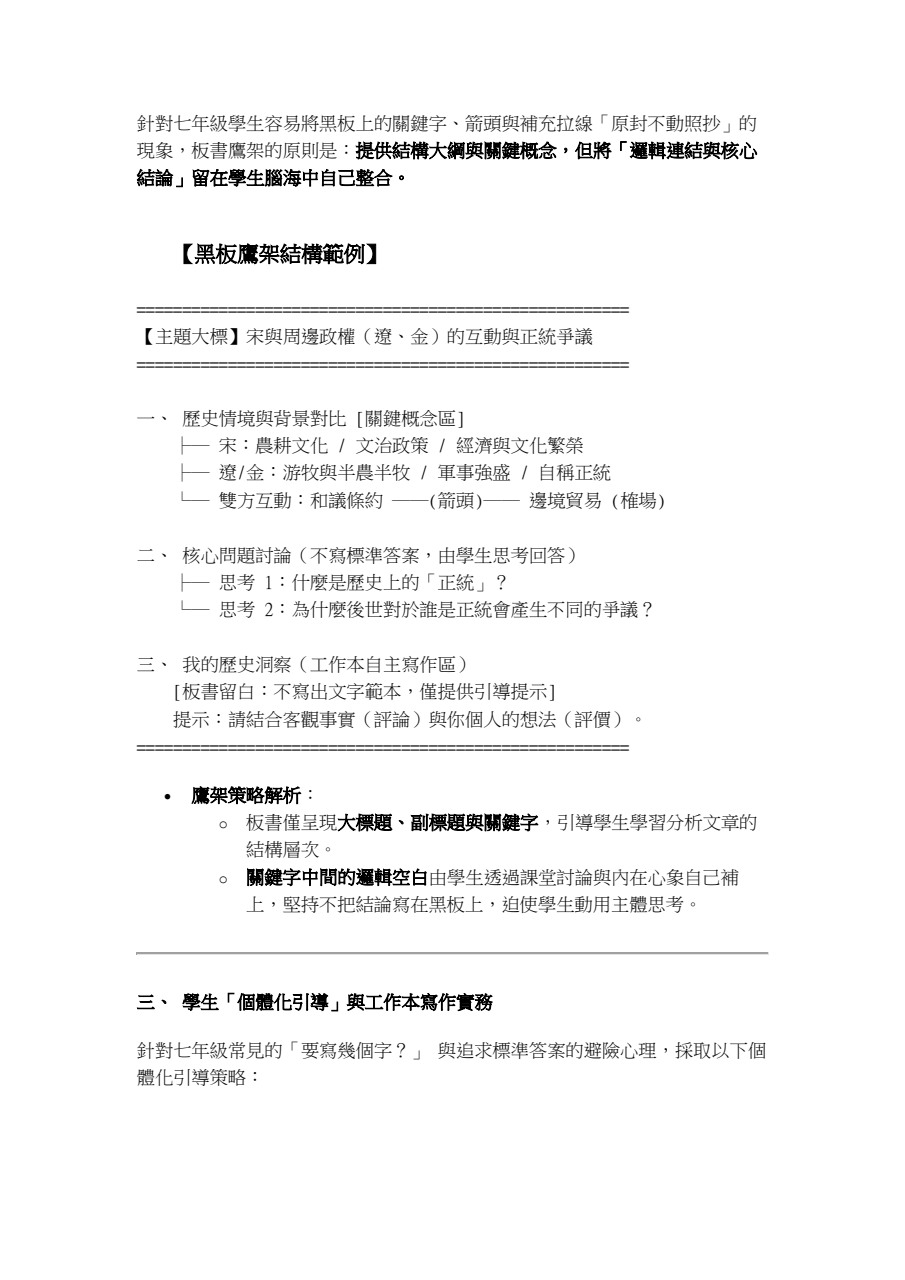 針對七年級學生容易將黑板上的關鍵字、箭頭與補充拉線「原封不動照抄」的
現象，板書鷹架的原則是：提供結構大綱與關鍵概念，但將「邏輯連結與核心
結論」留在學生腦海中自己整合。
【黑板鷹架結構範例】
======================================================
【主題大標】宋與周邊政權（遼、金）的互動與正統爭議
======================================================
一、 歷史情境與背景對比 [關鍵概念區]
├── 宋：農耕文化 / 文治政策 / 經濟與文化繁榮
├── 遼/金：游牧與半農半牧 / 軍事強盛 / 自稱正統
└── 雙方互動：和議條約 ──(箭頭)── 邊境貿易 (榷場)
二、 核心問題討論（不寫標準答案，由學生思考回答）
├── 思考 1：什麼是歷史上的「正統」？
└── 思考 2：為什麼後世對於誰是正統會產生不同的爭議？
三、 我的歷史洞察（工作本自主寫作區）
[板書留白：不寫出文字範本，僅提供引導提示]
提示：請結合客觀事實（評論）與你個人的想法（評價）。
======================================================
• 鷹架策略解析：
o 板書僅呈現大標題、副標題與關鍵字，引導學生學習分析文章的
結構層次。
o 關鍵字中間的邏輯空白由學生透過課堂討論與內在心象自己補
上，堅持不把結論寫在黑板上，迫使學生動用主體思考。
三、 學生「個體化引導」與工作本寫作實務
針對七年級常見的「要寫幾個字？」 與追求標準答案的避險心理，採取以下個
體化引導策略：